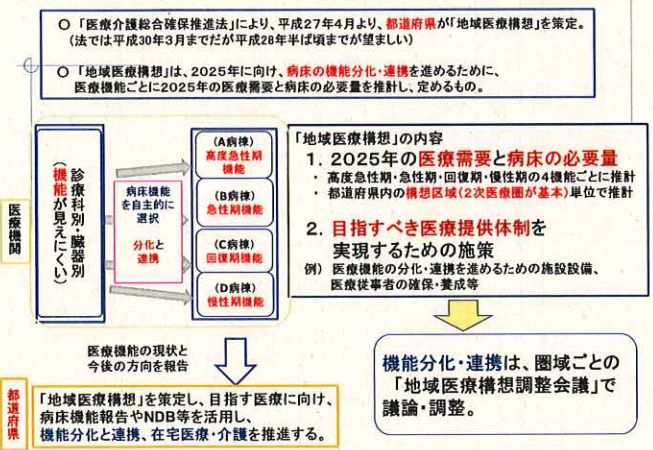 ○ 「医療介護総合確保推進法」により、平成27年4月より、都道府県が「地域医療構想」を策定。
(法では平成30年3月までだが平成28年半ば頃までが望ましい)
○ 「地域医療構想」は、2025年に向け、病床の機能分化・連携を進めるために、
医療機能ごとに2025年の医療需要と病床の必要量を推計し、定めるもの。
医療機関
診療科別・臓器別
(機能が見えにくい)
病床機能
を自主的に
選択
分化と
連携
(A病棟)
高度急性期
機能
(B病棟)
急性期機能
(C病棟)
回復期機能
(D病棟)
慢性期機能
「地域医療構想」の内容
1. 2025年の医療需要と病床の必要量
・ 高度急性期・急性期・回復期・慢性期の4機能ごとに推計
・ 都道府県内の構想区域(2次医療圏が基本)単位で推計
2. 目指すべき医療提供体制を
実現するための施策
例) 医療機能の分化・連携を進めるための施設設備、
医療従事者の確保・養成等
医療機能の現状と
今後の方向を報告
都道府県
「地域医療構想」を策定し、目指す医療に向け、
病床機能報告やNDB等を活用し、
機能分化と連携、在宅医療・介護を推進する。
機能分化・連携は、圏域ごとの
「地域医療構想調整会議」で
議論・調整。